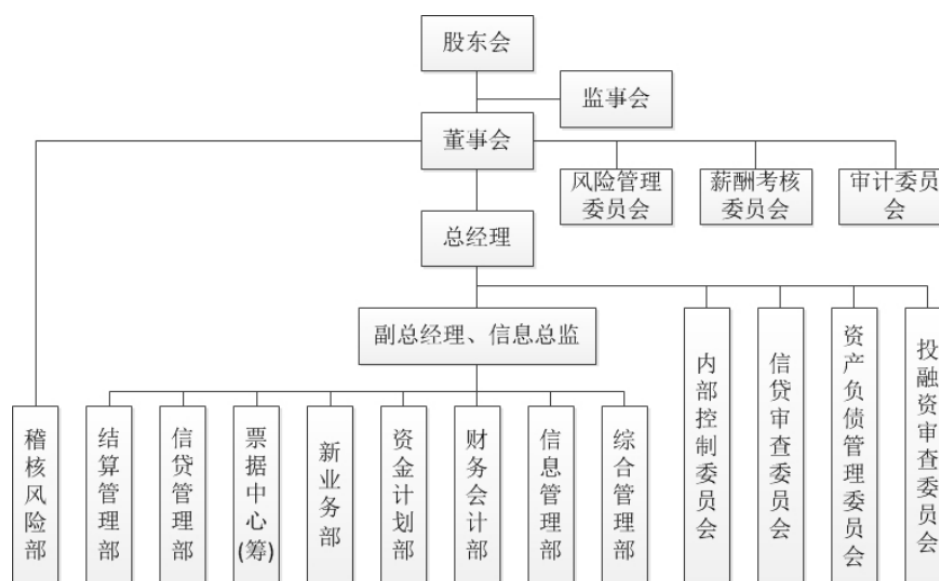 股东会
监事会
董事会
风险管理
委员会
薪酬考核
委员会
审计委员
会
总经理
副总经理、信息总监
稽核风险部
结算管理部
信贷管理部
票据中心(筹)
新业务部
资金计划部
财务会计部
信息管理部
综合管理部
内部控制委员会
信贷审查委员会
资产负债管理委员会
投融资审查委员会